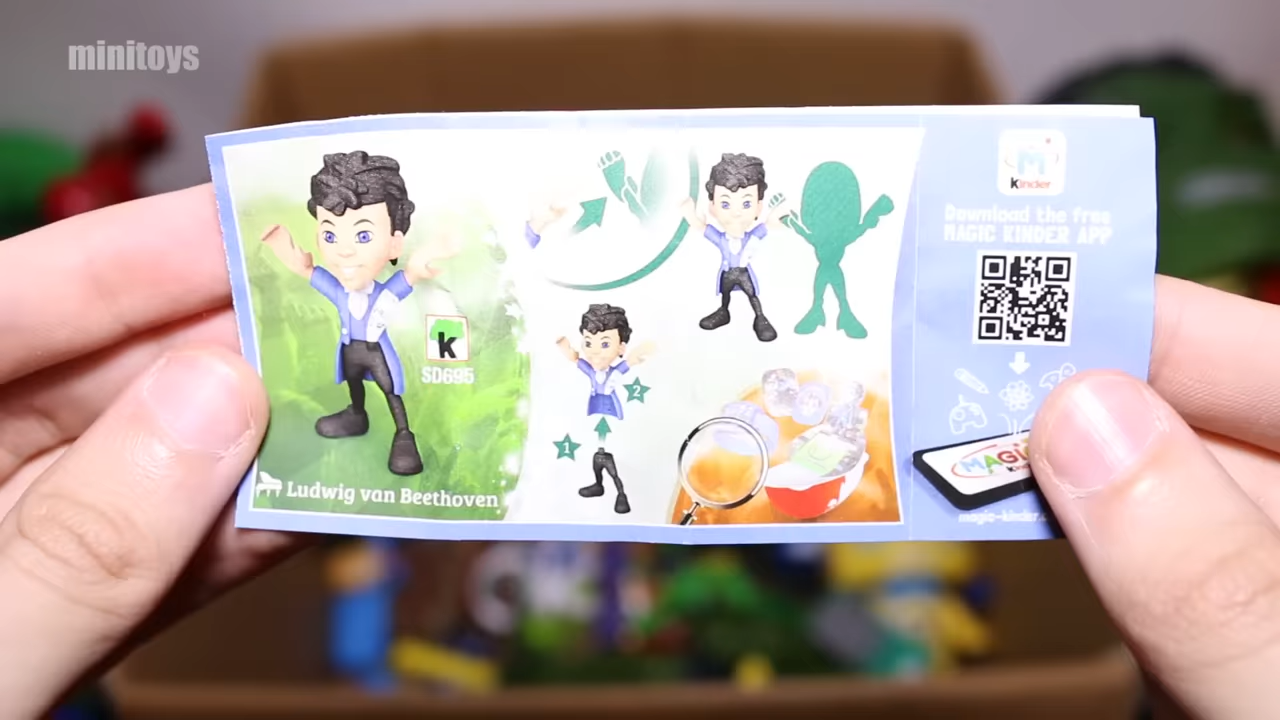 minitoys
k
SD695
Ludwig van Beethoven
1
2
M
kinder
Download the free
MAGIC KINDER APP